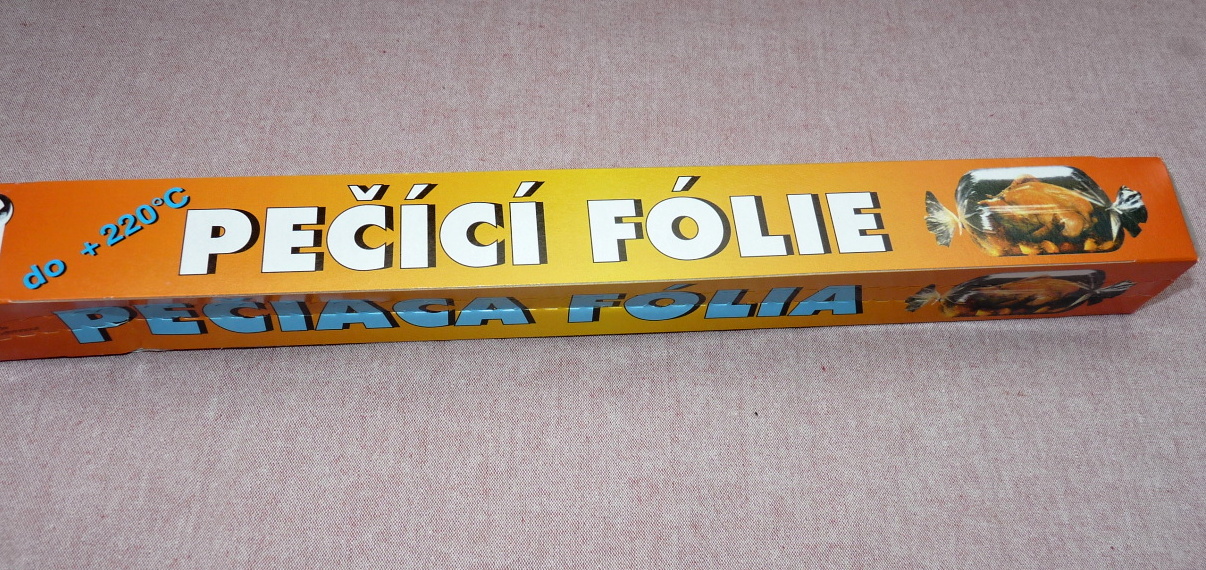 do +220°C
PEČÍCÍ FÓLIE
PEČIACA FÓLIA